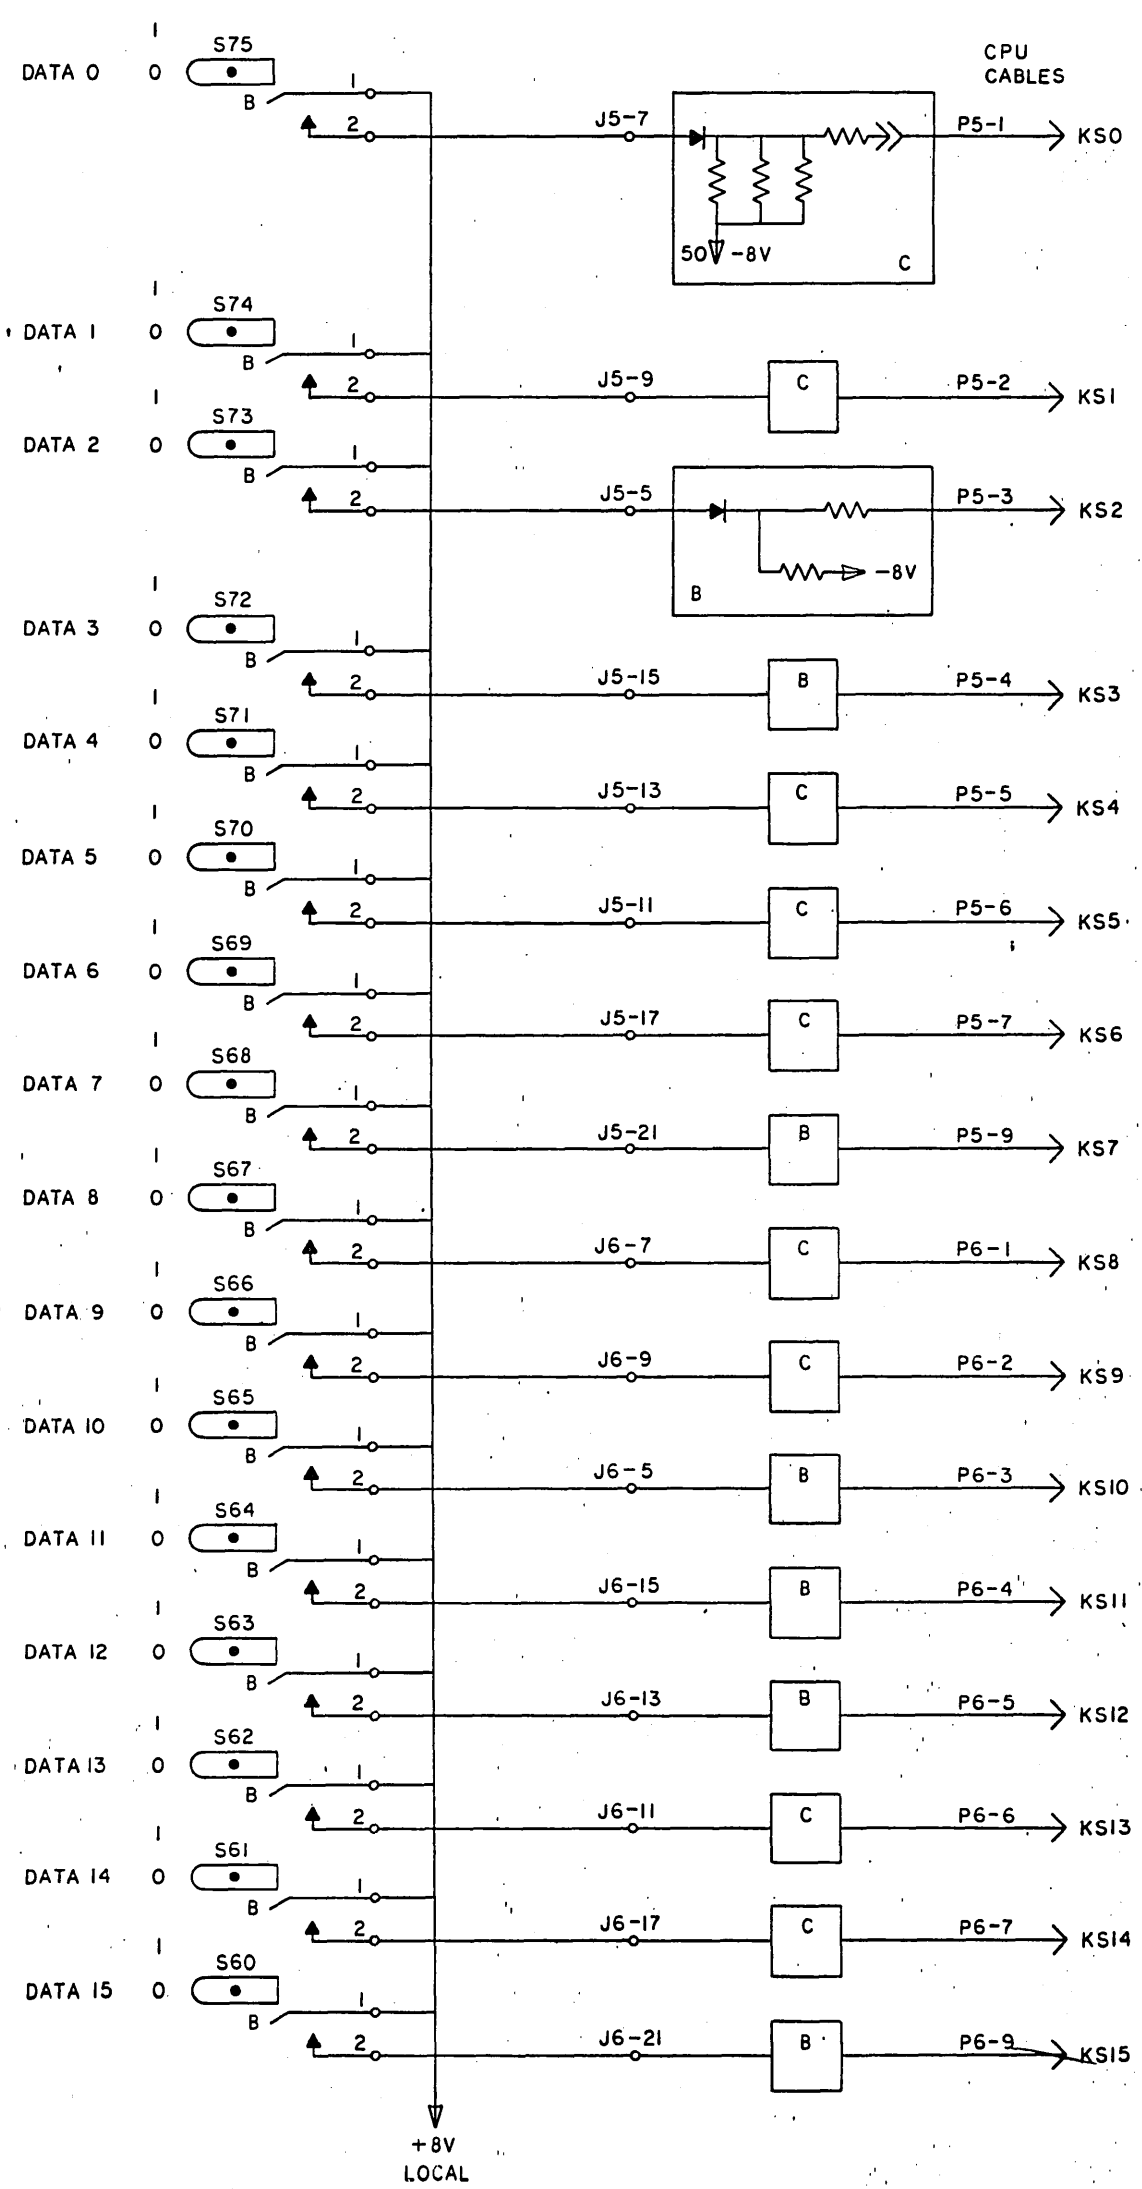 CPU
CABLES
1
S75
DATA 0 0
B 1
2 J5-7 P5-1 KS0
50 -8V
C
1
S74
DATA 1 0
B 1
2 J5-9 C P5-2 KS1
1
S73
DATA 2 0
B 1
2 J5-5 P5-3 KS2
-8V
B
1
S72
DATA 3 0
B 1
2 J5-15 B P5-4 KS3
1
S71
DATA 4 0
B 1
2 J5-13 C P5-5 KS4
1
S70
DATA 5 0
B 1
2 J5-11 C P5-6 KS5
1
S69
DATA 6 0
B 1
2 J5-17 C P5-7 KS6
1
S68
DATA 7 0
B 1
2 J5-21 B P5-9 KS7
1
S67
DATA 8 0
B 1
2 J6-7 C P6-1 KS8
1
S66
DATA 9 0
B 1
2 J6-9 C P6-2 KS9
1
S65
DATA 10 0
B 1
2 J6-5 B P6-3 KS10
1
S64
DATA 11 0
B 1
2 J6-15 B P6-4 KS11
1
S63
DATA 12 0
B 1
2 J6-13 B P6-5 KS12
1
S62
DATA 13 0
B 1
2 J6-11 C P6-6 KS13
1
S61
DATA 14 0
B 1
2 J6-17 C P6-7 KS14
1
S60
DATA 15 0
B 1
2 J6-21 B P6-9 KS15
+8V
LOCAL